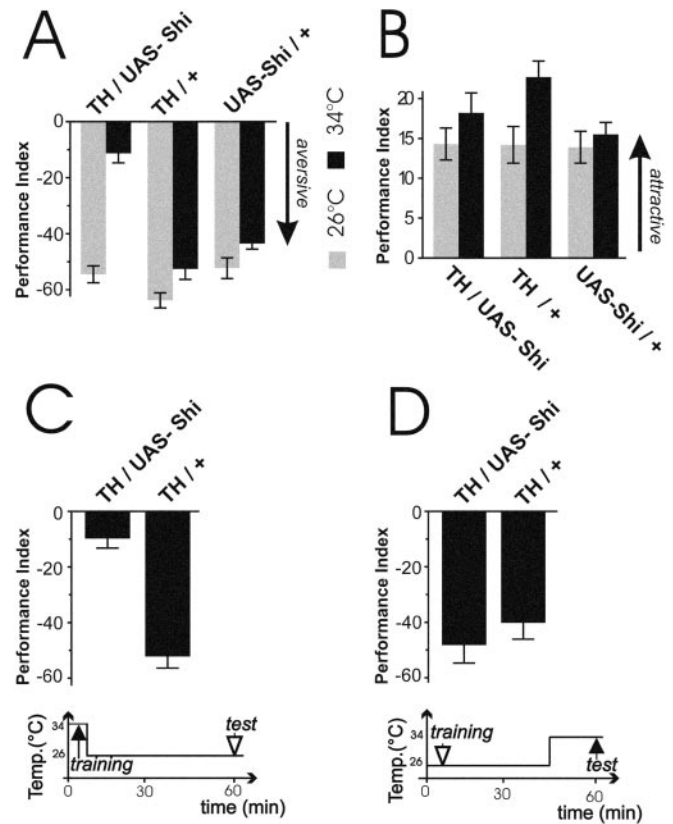 A
TH / UAS- Shi
TH / +
UAS-Shi / +
0
-20
-40
-60
Performance Index
aversive
26°C
34°C
B
20
15
10
5
0
Performance Index
attractive
TH / UAS- Shi
TH / +
UAS-Shi / +
C
TH / UAS- Shi
TH / +
0
-20
-40
-60
Performance Index
34
26
Temp.(°C)
training
test
0
30
60
time (min)
D
TH / UAS- Shi
TH / +
0
-20
-40
-60
Performance Index
34
26
Temp.(°C)
training
test
0
30
60
time (min)